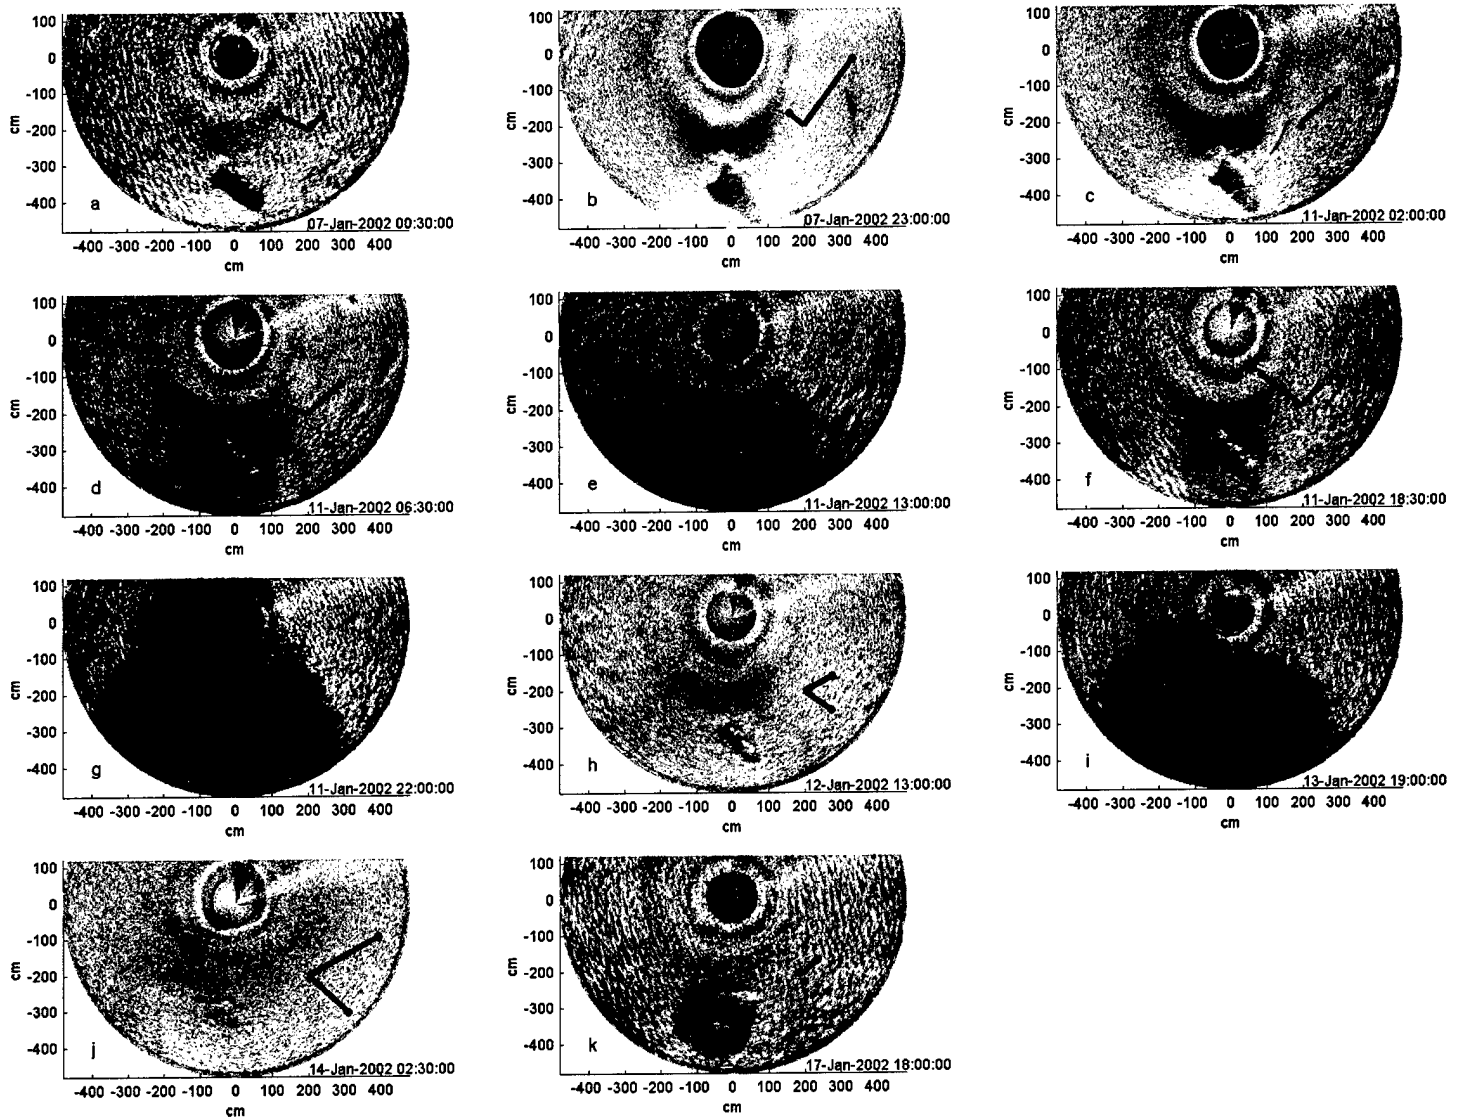 100
0
-100
-200
-300
-400
cm
a
07-Jan-2002 00:30:00
-400 -300 -200 -100 0 100 200 300 400
cm
100
0
-100
-200
-300
-400
cm
b
07-Jan-2002 23:00:00
-400 -300 -200 -100 0 100 200 300 400
cm
100
0
-100
-200
-300
-400
cm
c
11-Jan-2002 02:00:00
-400 -300 -200 -100 0 100 200 300 400
cm
100
0
-100
-200
-300
-400
cm
d
11-Jan-2002 06:30:00
-400 -300 -200 -100 0 100 200 300 400
cm
100
0
-100
-200
-300
-400
cm
e
11-Jan-2002 13:00:00
-400 -300 -200 -100 0 100 200 300 400
cm
100
0
-100
-200
-300
-400
cm
f
11-Jan-2002 18:30:00
-400 -300 -200 -100 0 100 200 300 400
cm
100
0
-100
-200
-300
-400
cm
g
11-Jan-2002 22:00:00
-400 -300 -200 -100 0 100 200 300 400
cm
100
0
-100
-200
-300
-400
cm
h
12-Jan-2002 13:00:00
-400 -300 -200 -100 0 100 200 300 400
cm
100
0
-100
-200
-300
-400
cm
i
13-Jan-2002 19:00:00
-400 -300 -200 -100 0 100 200 300 400
cm
100
0
-100
-200
-300
-400
cm
j
14-Jan-2002 02:30:00
-400 -300 -200 -100 0 100 200 300 400
cm
100
0
-100
-200
-300
-400
cm
k
17-Jan-2002 18:00:00
-400 -300 -200 -100 0 100 200 300 400
cm